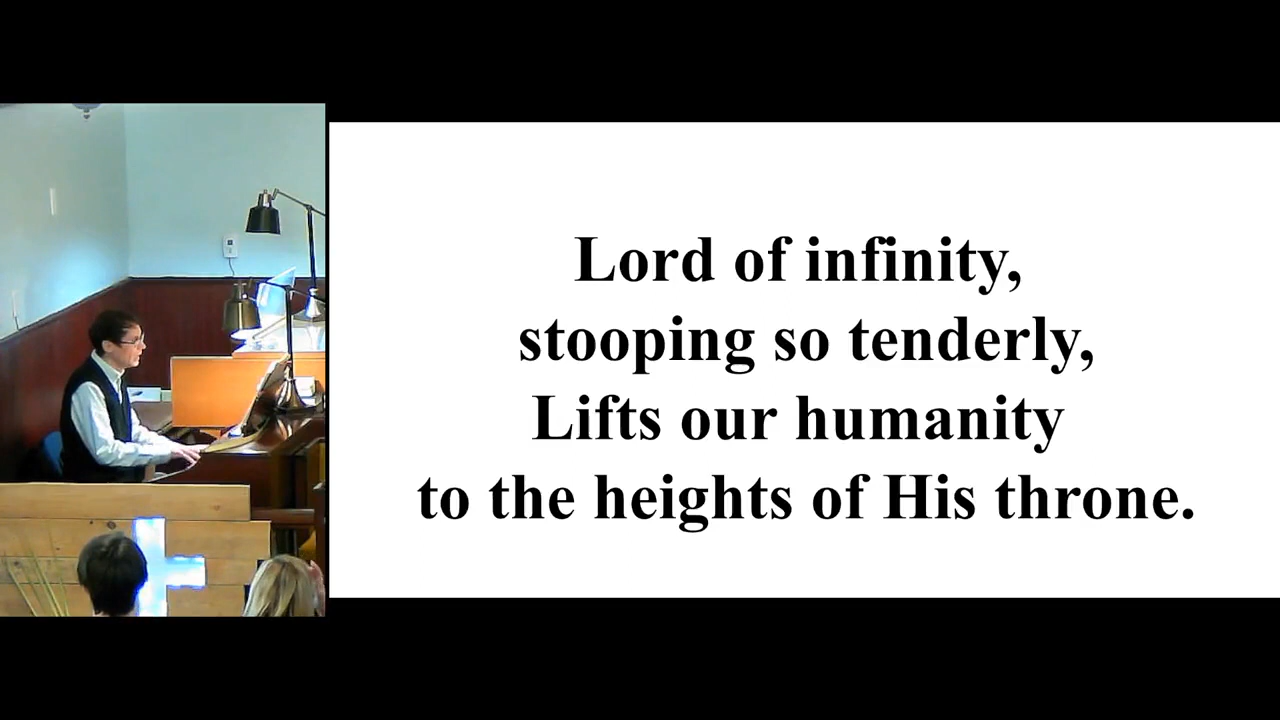 Lord of infinity,
stooping so tenderly,
Lifts our humanity
to the heights of His throne.